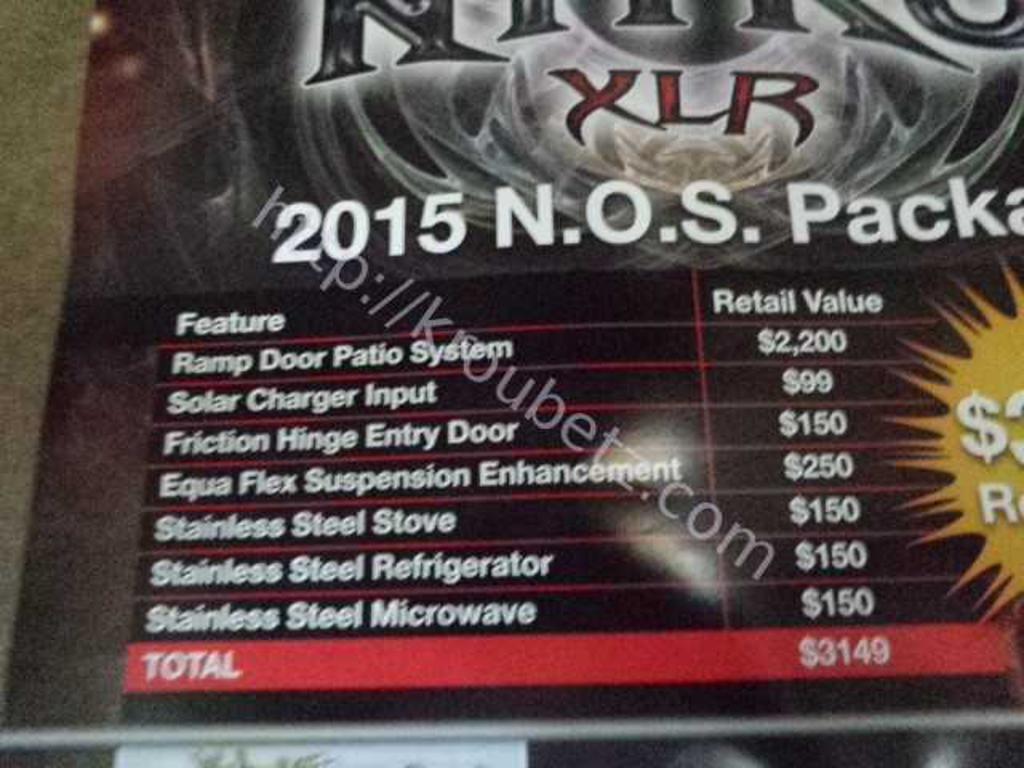 XLR
2015 N.O.S.
Feature Retail Value
Ramp Door Patio System $2,200
Solar Charger Input $99
Friction Hinge Entry Door $150
Equa Flex Suspension Enhancement $250
Stainless Steel Stove $150
Stainless Steel Refrigerator $150
Stainless Steel Microwave $150
TOTAL $3149
http://kroubetz.com